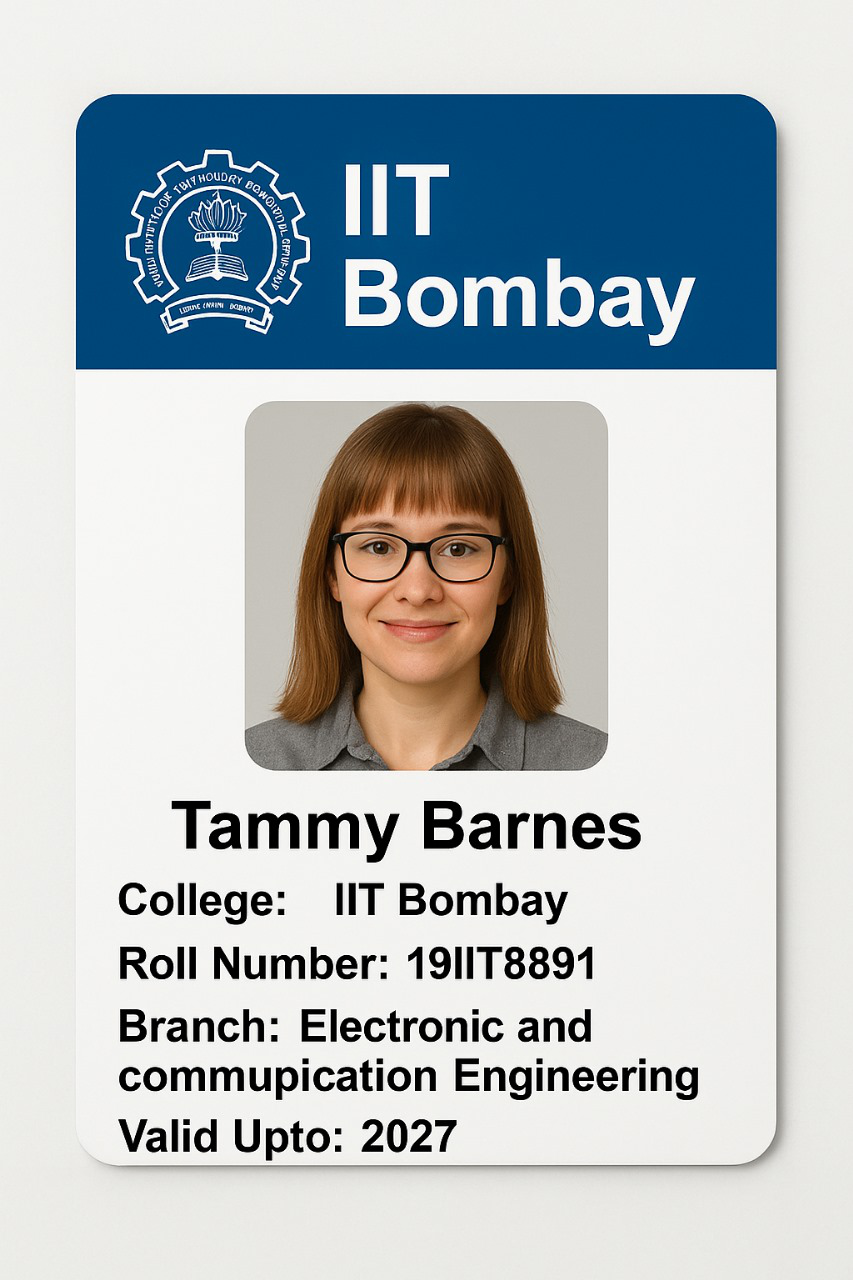 IIT
Bombay
Tammy Barnes
College: IIT Bombay
Roll Number: 19IIT8891
Branch: Electronic and
commupication Engineering
Valid Upto: 2027